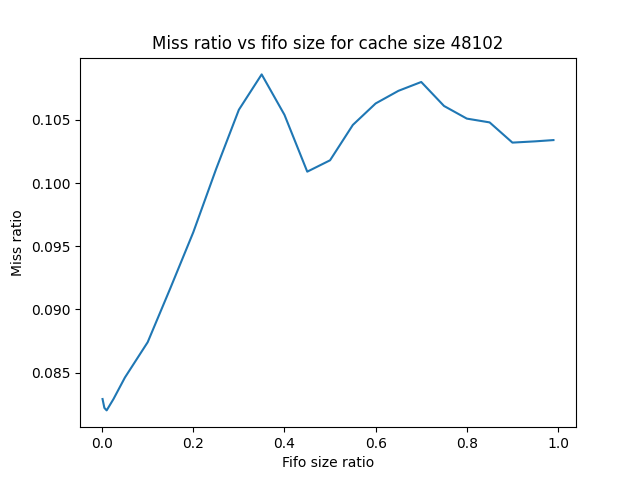 Miss ratio vs fifo size for cache size 48102
Miss ratio
0.105
0.100
0.095
0.090
0.085
0.0 0.2 0.4 0.6 0.8 1.0
Fifo size ratio